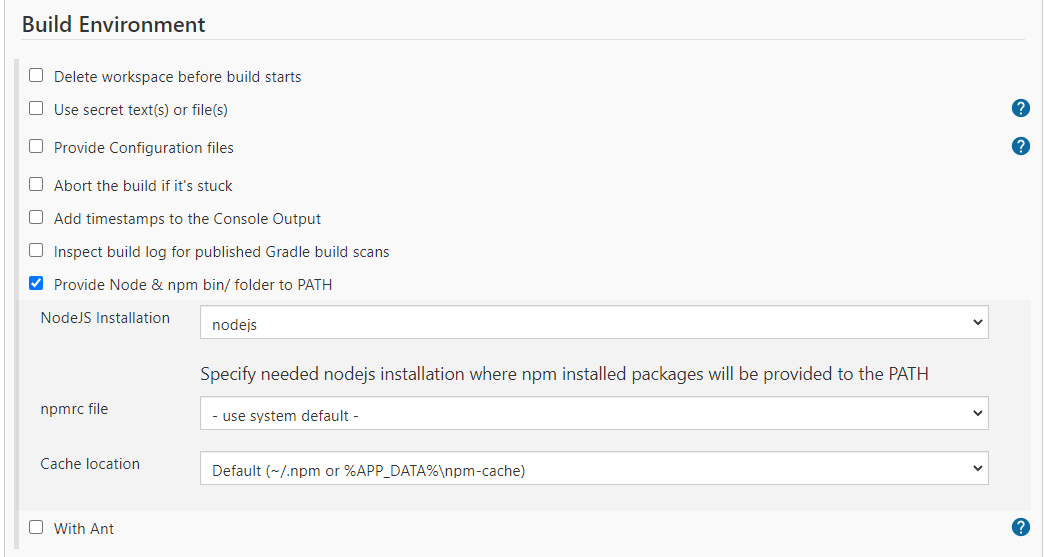 Build Environment
Delete workspace before build starts
Use secret text(s) or file(s)
?
Provide Configuration files
?
Abort the build if it's stuck
Add timestamps to the Console Output
Inspect build log for published Gradle build scans
Provide Node & npm bin/ folder to PATH
NodeJS Installation
nodejs
Specify needed nodejs installation where npm installed packages will be provided to the PATH
npmrc file
- use system default -
Cache location
Default (~/.npm or %APP_DATA%\npm-cache)
With Ant
?